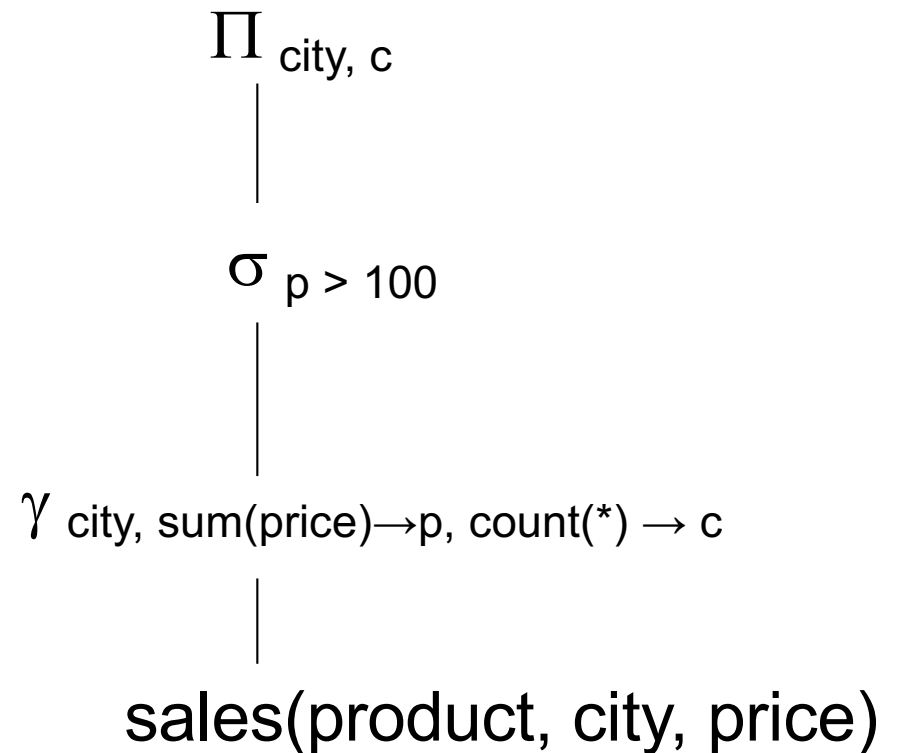 Π city, c
σ p > 100
γ city, sum(price)→p, count(*) → c
sales(product, city, price)